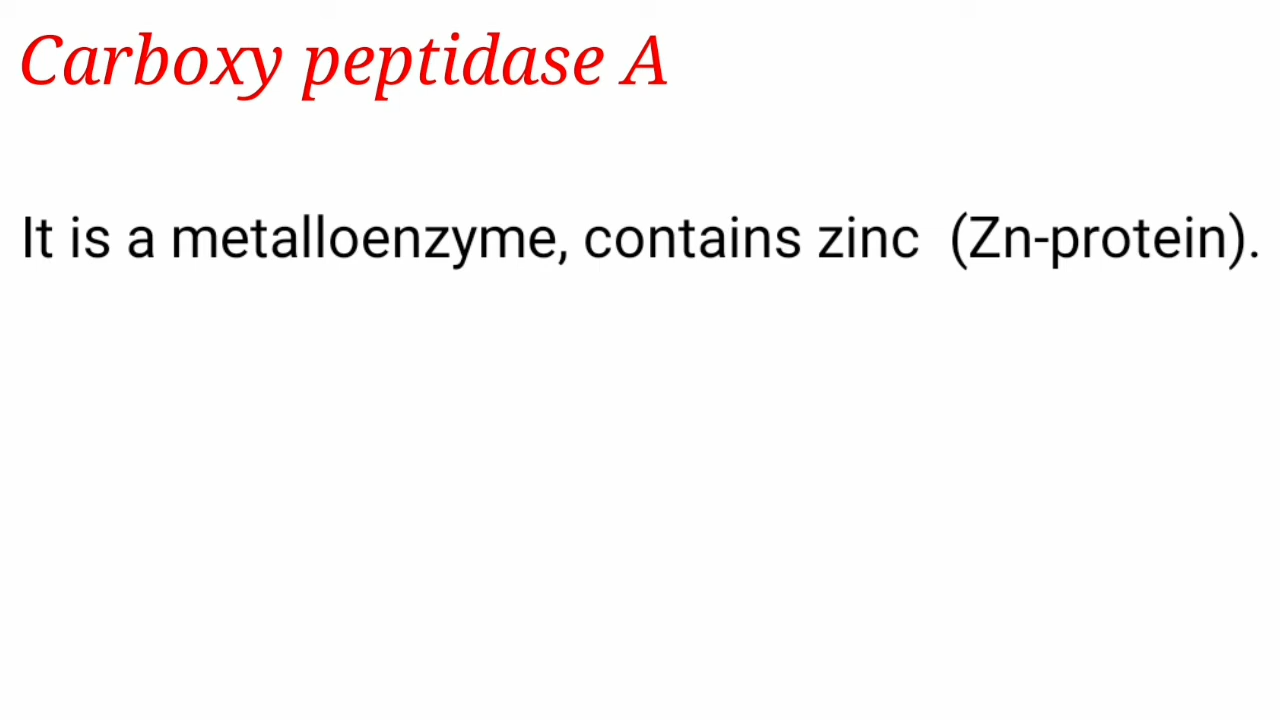 Carboxy peptidase A
It is a metalloenzyme, contains zinc (Zn-protein).